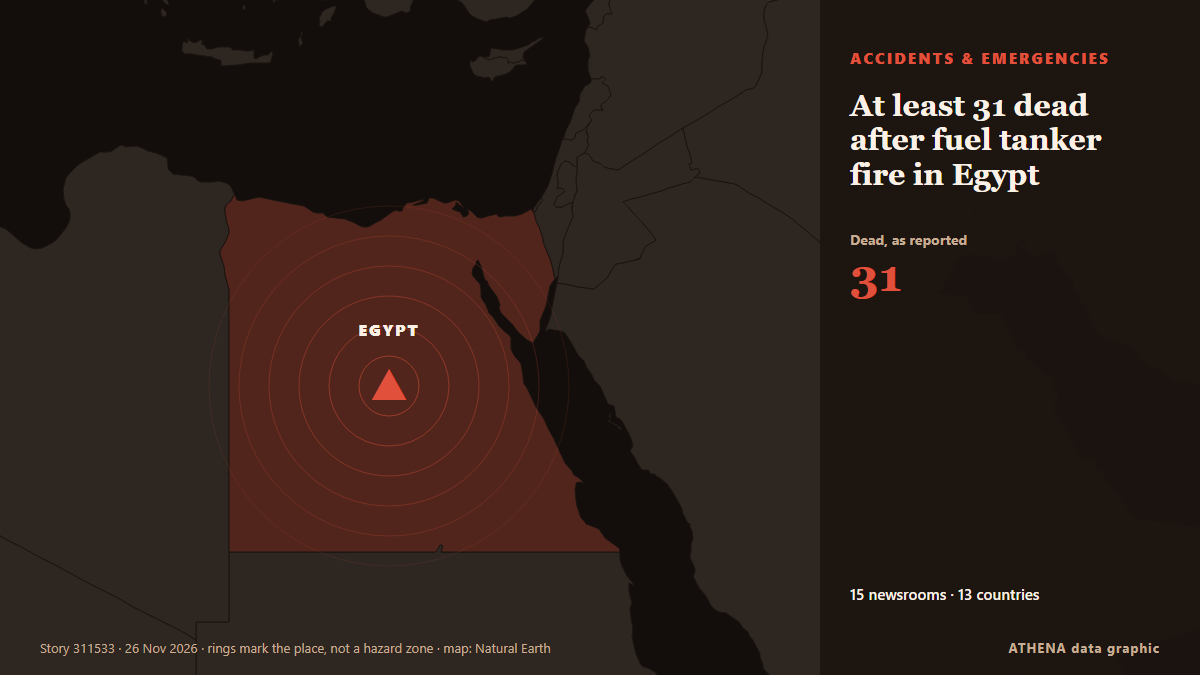 ACCIDENTS & EMERGENCIES
At least 31 dead
after fuel tanker
fire in Egypt
Dead, as reported
31
EGYPT
15 newsrooms · 13 countries
Story 311533 · 26 Nov 2026 · rings mark the place, not a hazard zone · map: Natural Earth
ATHENA data graphic